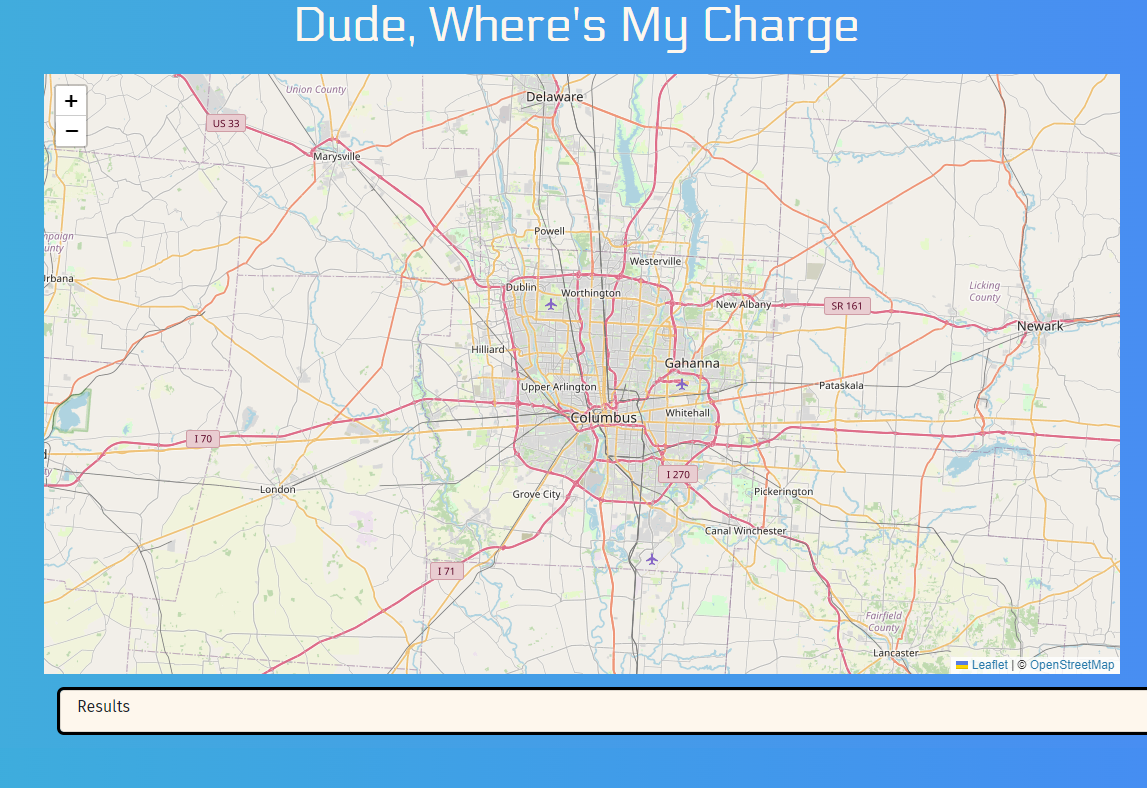 Dude, Where's My Charge
+
−
Union County
Delaware
US 33
Marysville
Powell
Westerville
Dublin
Worthington
New Albany
SR 161
Licking
County
Newark
Hilliard
Gahanna
Upper Arlington
Pataskala
Columbus
Whitehall
I 70
I 270
London
Grove City
Pickerington
Canal Winchester
I 71
Fairfield
County
Lancaster
Leaflet | © OpenStreetMap
Results